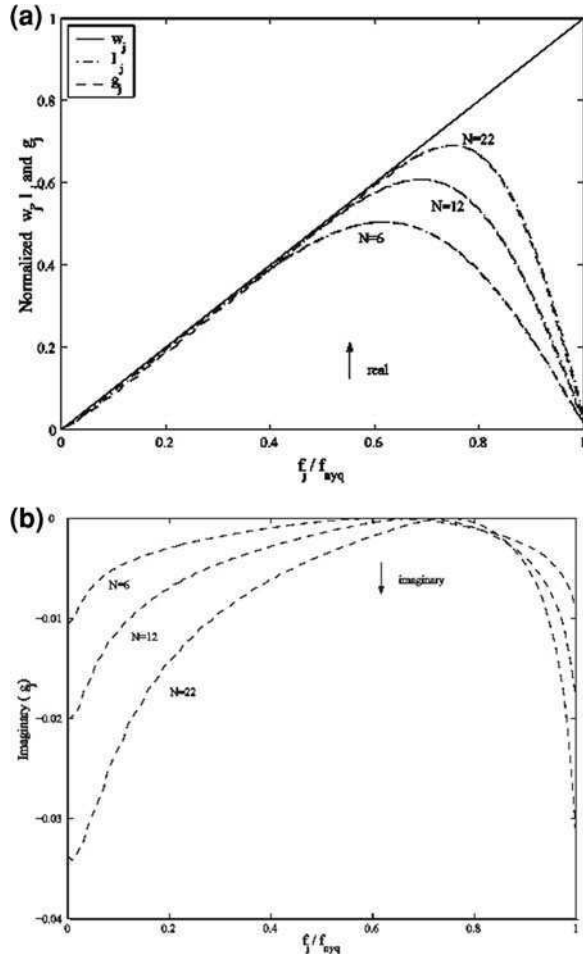 (a)
w_j
l_j
g_j
Normalized w_j, l_j and g_j
1
0.8
0.6
0.4
0.2
0
N=22
N=12
N=6
real
0 0.2 0.4 0.6 0.8 1
f_j / f_nyq
(b)
Imaginary (g_j)
0
−0.01
−0.02
−0.03
−0.04
N=6
N=12
N=22
imaginary
0 0.2 0.4 0.6 0.8 1
f_j / f_nyq